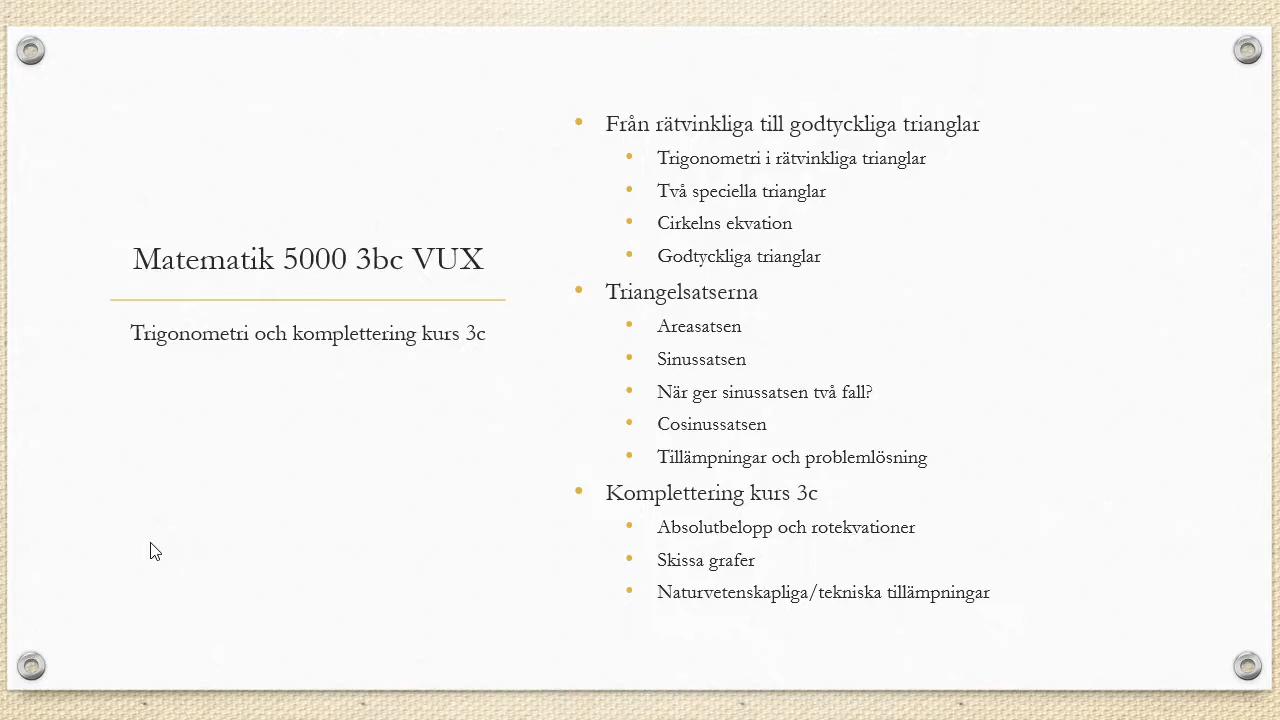 Matematik 5000 3bc VUX
Trigonometri och komplettering kurs 3c
Från rätvinkliga till godtyckliga trianglar
Trigonometri i rätvinkliga trianglar
Två speciella trianglar
Cirkelns ekvation
Godtyckliga trianglar
Triangelsatserna
Areasatsen
Sinussatsen
När ger sinussatsen två fall?
Cosinussatsen
Tillämpningar och problemlösning
Komplettering kurs 3c
Absolutbelopp och rotekvationer
Skissa grafer
Naturvetenskapliga/tekniska tillämpningar